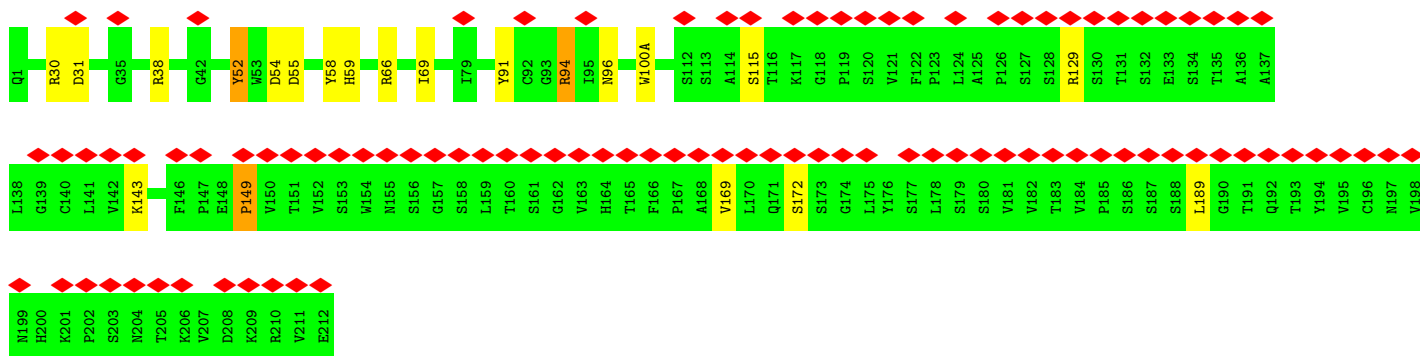 Q1 R30 D31 G35 R38 G42 Y52 W53 D54 D55 Y58 H59 R66 I69 I79 Y91 C92 G93 R94 I95 N96 W100A S112 S113 A114 S115 T116 K117 G118 P119 S120 V121 F122 P123 L124 A125 P126 S127 S128 R129 S130 T131 S132 E133 S134 T135 A136 A137
L138 G139 C140 L141 V142 K143 F146 P147 E148 P149 V150 T151 V152 S153 W154 N155 S156 G157 S158 L159 T160 S161 G162 V163 H164 T165 F166 P167 A168 V169 L170 Q171 S172 S173 G174 L175 Y176 S177 L178 S179 S180 V181 V182 T183 V184 P185 S186 S187 S188 L189 G190 T191 Q192 T193 Y194 V195 C196 N197 V198
N199 H200 K201 P202 S203 N204 T205 K206 V207 D208 K209 R210 V211 E212